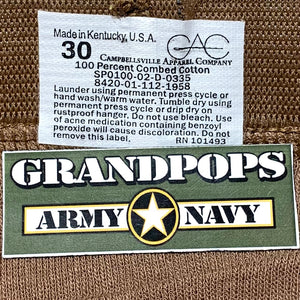 Made in Kentucky, U.S.A.
30 CAC
CAMPBELLSVILLE APPAREL COMPANY
100 Percent Combed Cotton
SP0100-02-D-0335
8420-01-112-1958
Launder using permanent press cycle or
hand wash/warm water. Tumble dry using
permanent press cycle or drip dry on
rustproof hanger. Do not use bleach. Use
of acne medication containing benzoyl
peroxide will cause discoloration. Do not
remove this label.
RN 101493
GRANDPOPS
ARMY NAVY